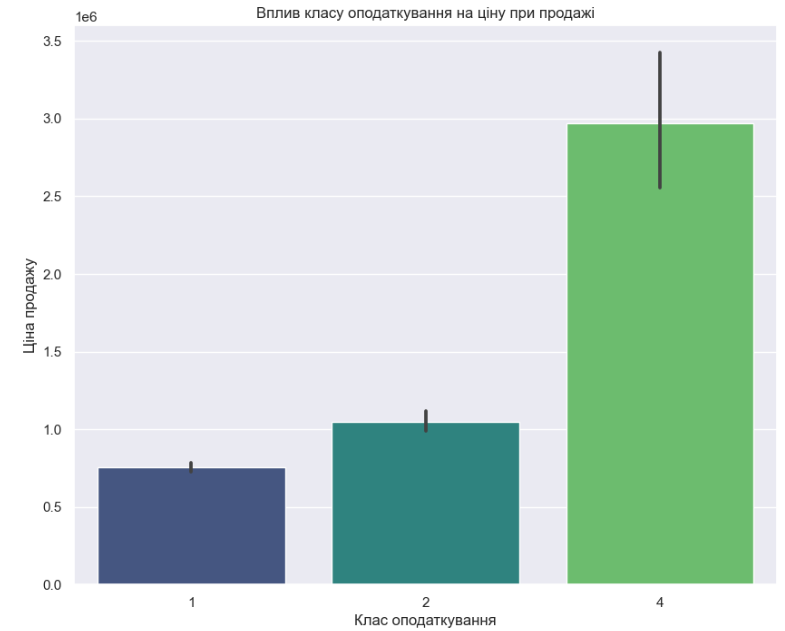 Вплив класу оподаткування на ціну при продажі
1e6
3.5
3.0
2.5
2.0
1.5
1.0
0.5
0.0
Ціна продажу
1 2 4
Клас оподаткування